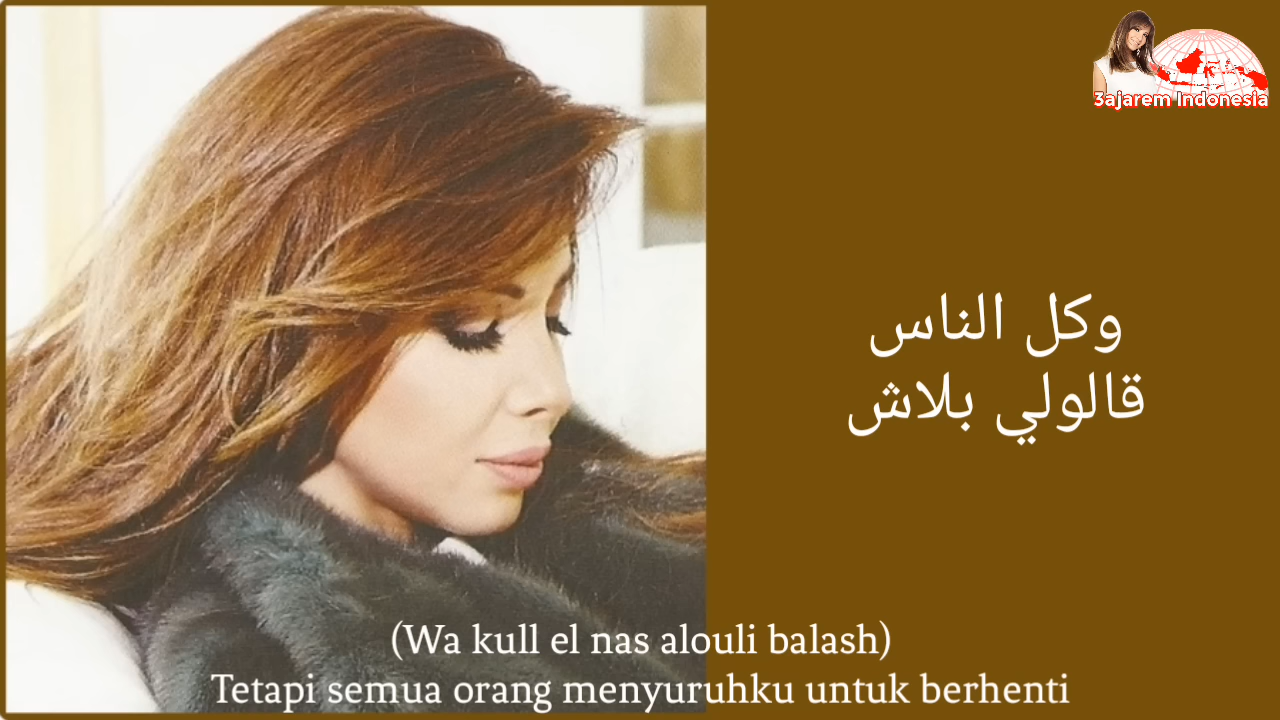 3ajarem Indonesia
وكل الناس
قالولي بلاش
(Wa kull el nas alouli balash)
Tetapi semua orang menyuruhku untuk berhenti